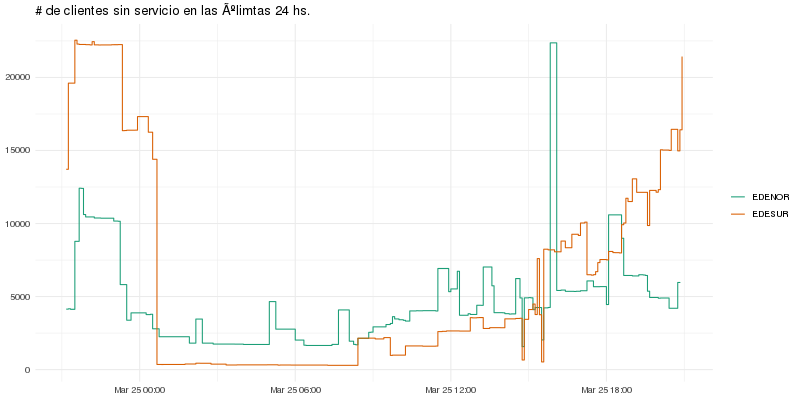 # de clientes sin servicio en las Ãºlimtas 24 hs.
20000
15000
10000
5000
0
Mar 25 00:00
Mar 25 06:00
Mar 25 12:00
Mar 25 18:00
EDENOR
EDESUR